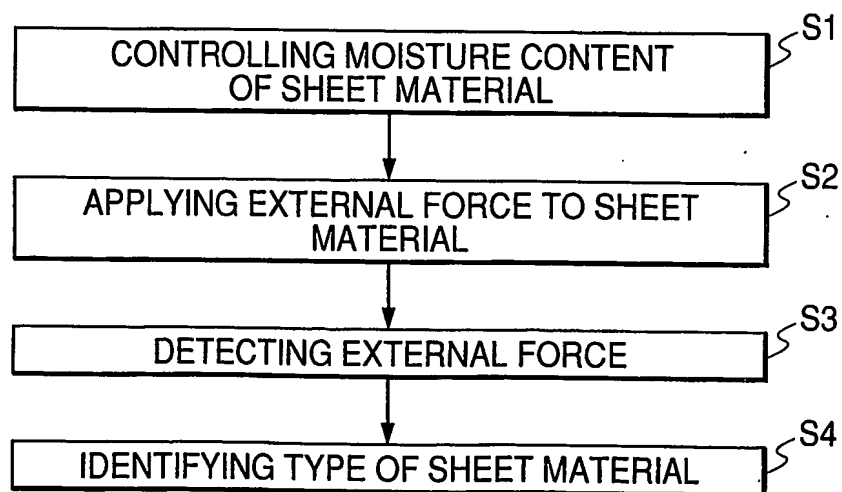 S1
CONTROLLING MOISTURE CONTENT
OF SHEET MATERIAL
S2
APPLYING EXTERNAL FORCE TO SHEET
MATERIAL
S3
DETECTING EXTERNAL FORCE
S4
IDENTIFYING TYPE OF SHEET MATERIAL